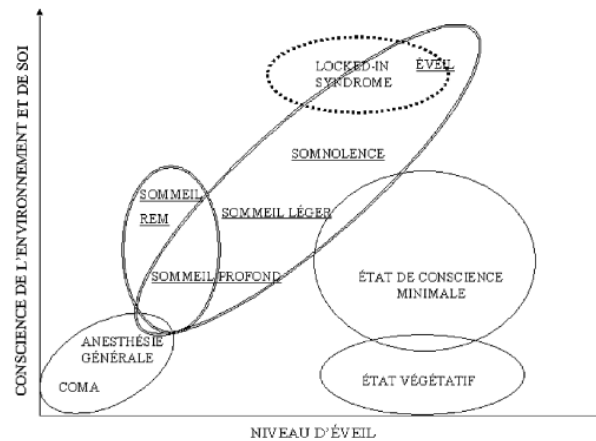 CONSCIENCE DE L'ENVIRONNEMENT ET DE SOI
LOCKED-IN
SYNDROME
ÉVEIL
SOMNOLENCE
SOMMEIL
REM
SOMMEIL LÉGER
SOMMEIL PROFOND
ÉTAT DE CONSCIENCE
MINIMALE
ANESTHÉSIE
GÉNÉRALE
COMA
ÉTAT VÉGÉTATIF
NIVEAU D'ÉVEIL